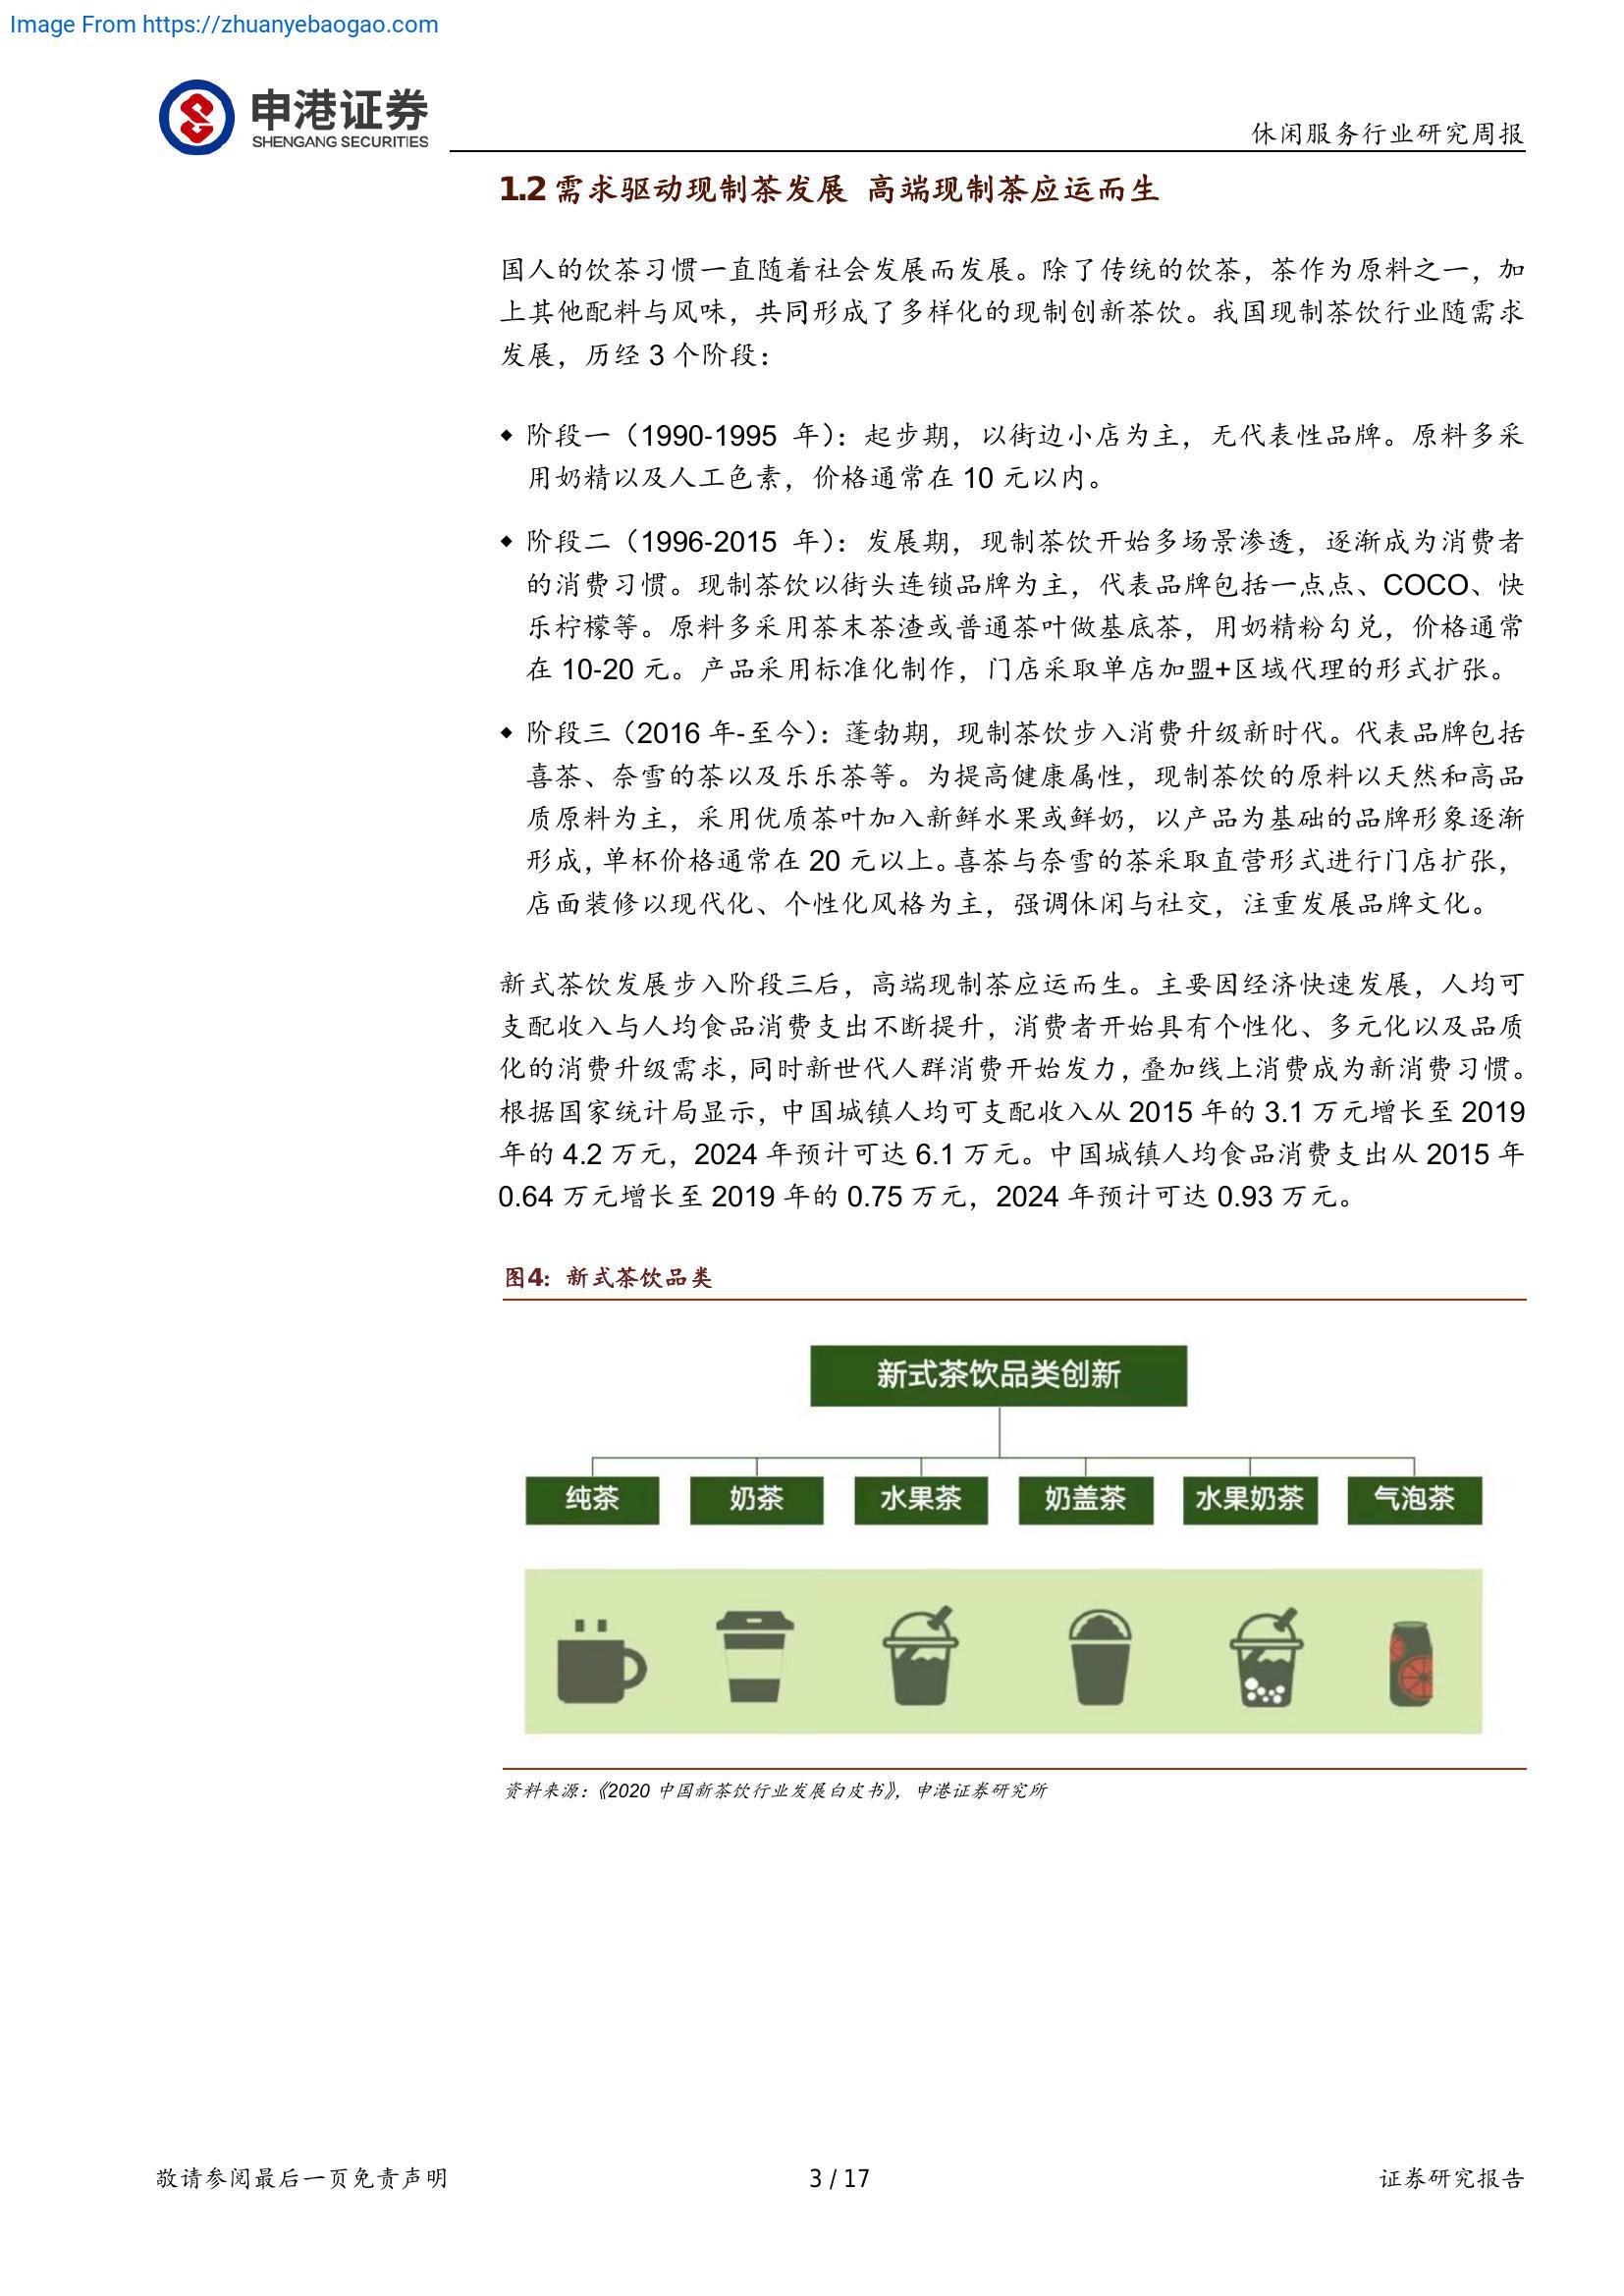 Image From https://zhuanyebaogao.com
申港证券
SHENGANG SECURITIES
休闲服务行业研究周报
1.2 需求驱动现制茶发展 高端现制茶应运而生
国人的饮茶习惯一直随着社会发展而发展。除了传统的饮茶，茶作为原料之一，加
上其他配料与风味，共同形成了多样化的现制创新茶饮。我国现制茶饮行业随需求
发展，历经 3 个阶段：
◆ 阶段一（1990-1995 年）：起步期，以街边小店为主，无代表性品牌。原料多采
用奶精以及人工色素，价格通常在 10 元以内。
◆ 阶段二（1996-2015 年）：发展期，现制茶饮开始多场景渗透，逐渐成为消费者
的消费习惯。现制茶饮以街头连锁品牌为主，代表品牌包括一点点、COCO、快
乐柠檬等。原料多采用茶末茶渣或普通茶叶做基底茶，用奶精粉勾兑，价格通常
在 10-20 元。产品采用标准化制作，门店采取单店加盟+区域代理的形式扩张。
◆ 阶段三（2016 年-至今）：蓬勃期，现制茶饮步入消费升级新时代。代表品牌包括
喜茶、奈雪的茶以及乐乐茶等。为提高健康属性，现制茶饮的原料以天然和高品
质原料为主，采用优质茶叶加入新鲜水果或鲜奶，以产品为基础的品牌形象逐渐
形成，单杯价格通常在 20 元以上。喜茶与奈雪的茶采取直营形式进行门店扩张，
店面装修以现代化、个性化风格为主，强调休闲与社交，注重发展品牌文化。
新式茶饮发展步入阶段三后，高端现制茶应运而生。主要因经济快速发展，人均可
支配收入与人均食品消费支出不断提升，消费者开始具有个性化、多元化以及品质
化的消费升级需求，同时新世代人群消费开始发力，叠加线上消费成为新消费习惯。
根据国家统计局显示，中国城镇人均可支配收入从 2015 年的 3.1 万元增长至 2019
年的 4.2 万元，2024 年预计可达 6.1 万元。中国城镇人均食品消费支出从 2015 年
0.64 万元增长至 2019 年的 0.75 万元，2024 年预计可达 0.93 万元。
图4：新式茶饮品类
新式茶饮品类创新
纯茶
奶茶
水果茶
奶盖茶
水果奶茶
气泡茶
资料来源：《2020 中国新茶饮行业发展白皮书》，申港证券研究所
敬请参阅最后一页免责声明
3 / 17
证券研究报告